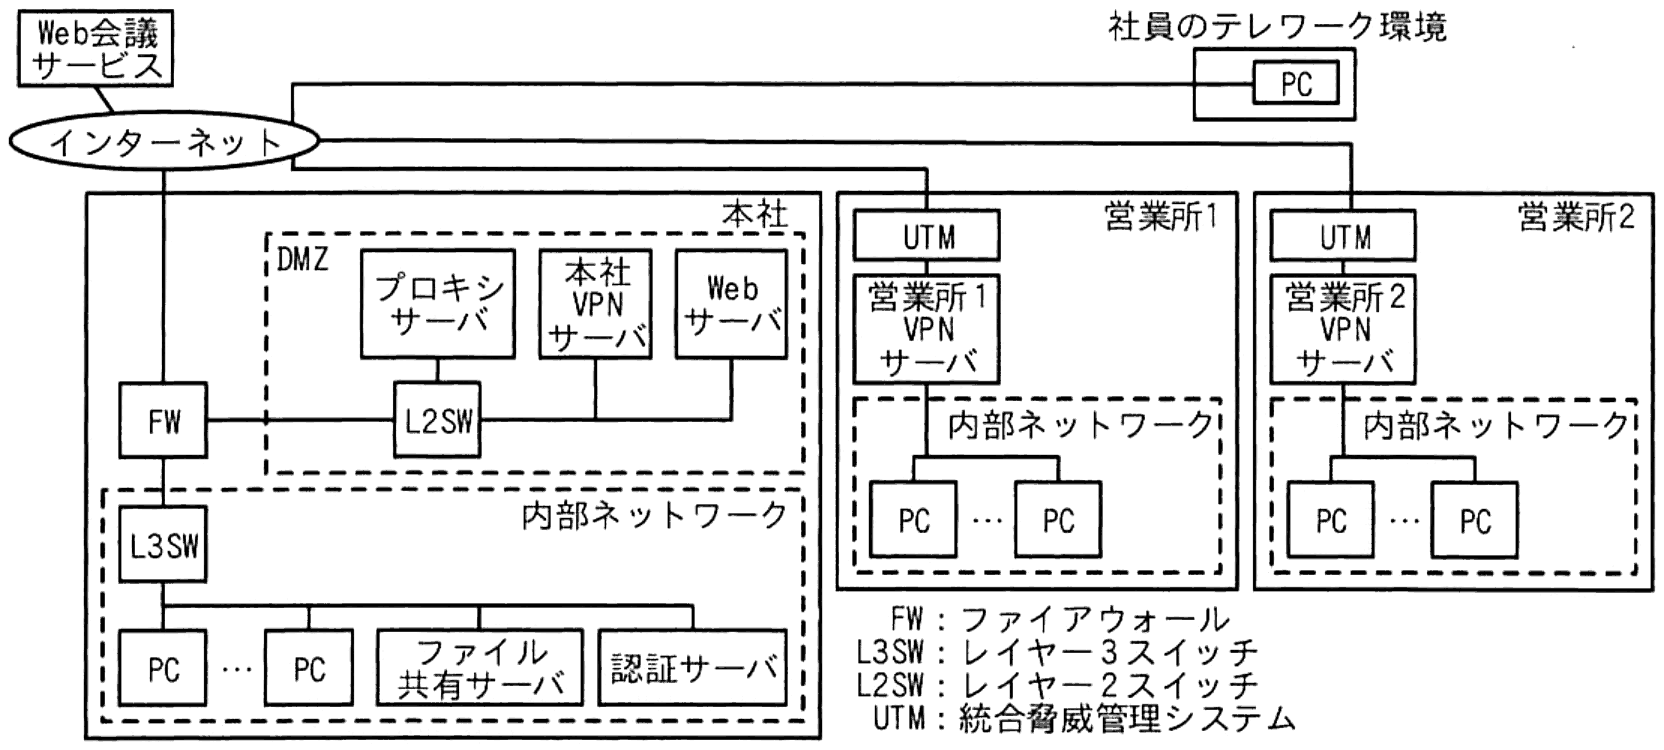 Web会議
サービス
社員のテレワーク環境
PC
インターネット
本社
DMZ
プロキシ
サーバ
本社
VPN
サーバ
Web
サーバ
FW
L2SW
内部ネットワーク
L3SW
PC
…
PC
ファイル
共有サーバ
認証サーバ
営業所1
UTM
営業所1
VPN
サーバ
内部ネットワーク
PC
…
PC
営業所2
UTM
営業所2
VPN
サーバ
内部ネットワーク
PC
…
PC
FW：ファイアウォール
L3SW：レイヤー3スイッチ
L2SW：レイヤー2スイッチ
UTM：統合脅威管理システム